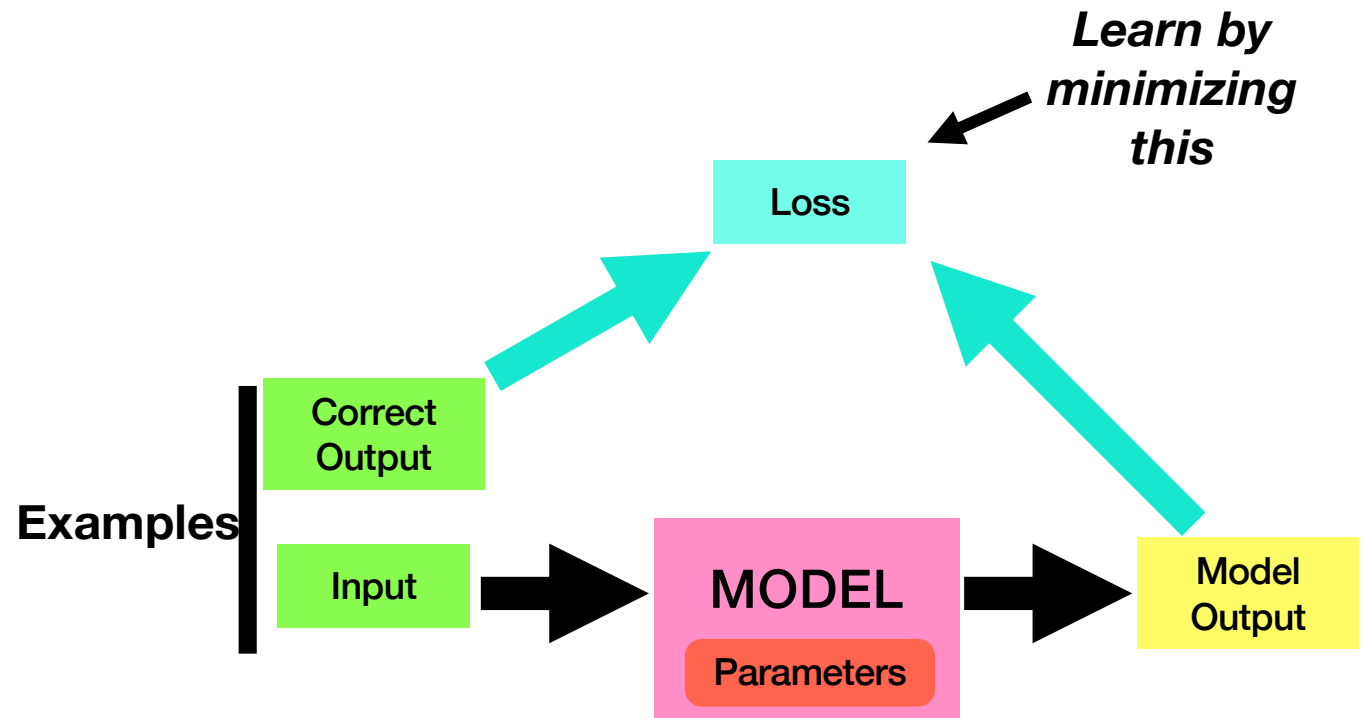 Learn by
minimizing
this
Loss
Correct
Output
Examples
Input
MODEL
Parameters
Model
Output